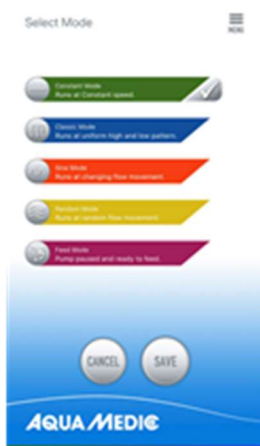 Select Mode
MENU
Constant Mode
Runs at Constant speed.
Classic Mode
Runs at uniform high and low pattern.
Sine Mode
Runs at changing flow movement.
Random Mode
Runs at random flow movement.
Feed Mode
Pump paused and ready to feed.
CANCEL
SAVE
AQUA MEDIC